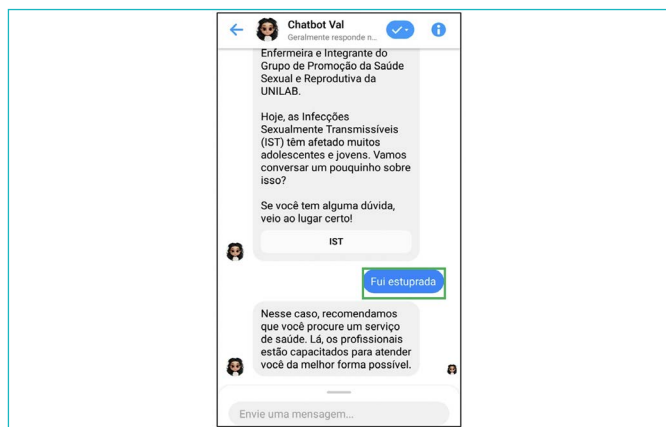 Chatbot Val
Geralmente responde n...
Enfermeira e Integrante do
Grupo de Promoção da Saúde
Sexual e Reprodutiva da
UNILAB.
Hoje, as Infecções
Sexualmente Transmissíveis
(IST) têm afetado muitos
adolescentes e jovens. Vamos
conversar um pouquinho sobre
isso?
Se você tem alguma dúvida,
veio ao lugar certo!
IST
Fui estuprada
Nesse caso, recomendamos
que você procure um serviço
de saúde. Lá, os profissionais
estão capacitados para atender
você da melhor forma possível.
Envie uma mensagem...